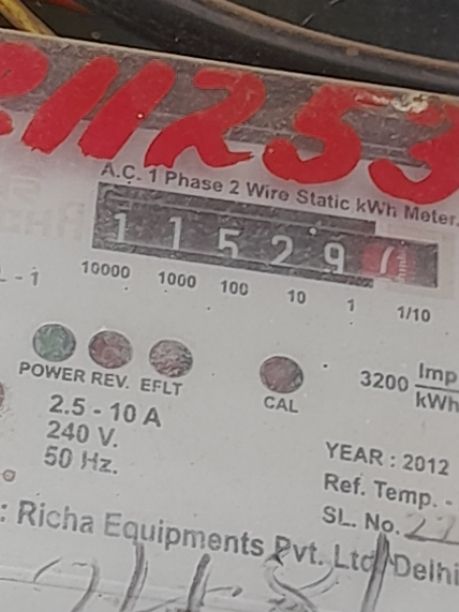 211253
A.C. 1 Phase 2 Wire Static kWh Meter.
1 1 5 2 9
10000 1000 100 10 1 1/10
L - 1
POWER REV. EFLT
CAL
3200 Imp
kWh
2.5 - 10 A
240 V.
50 Hz.
YEAR : 2012
Ref. Temp. -
SL. No.
: Richa Equipments Pvt. Ltd Delhi